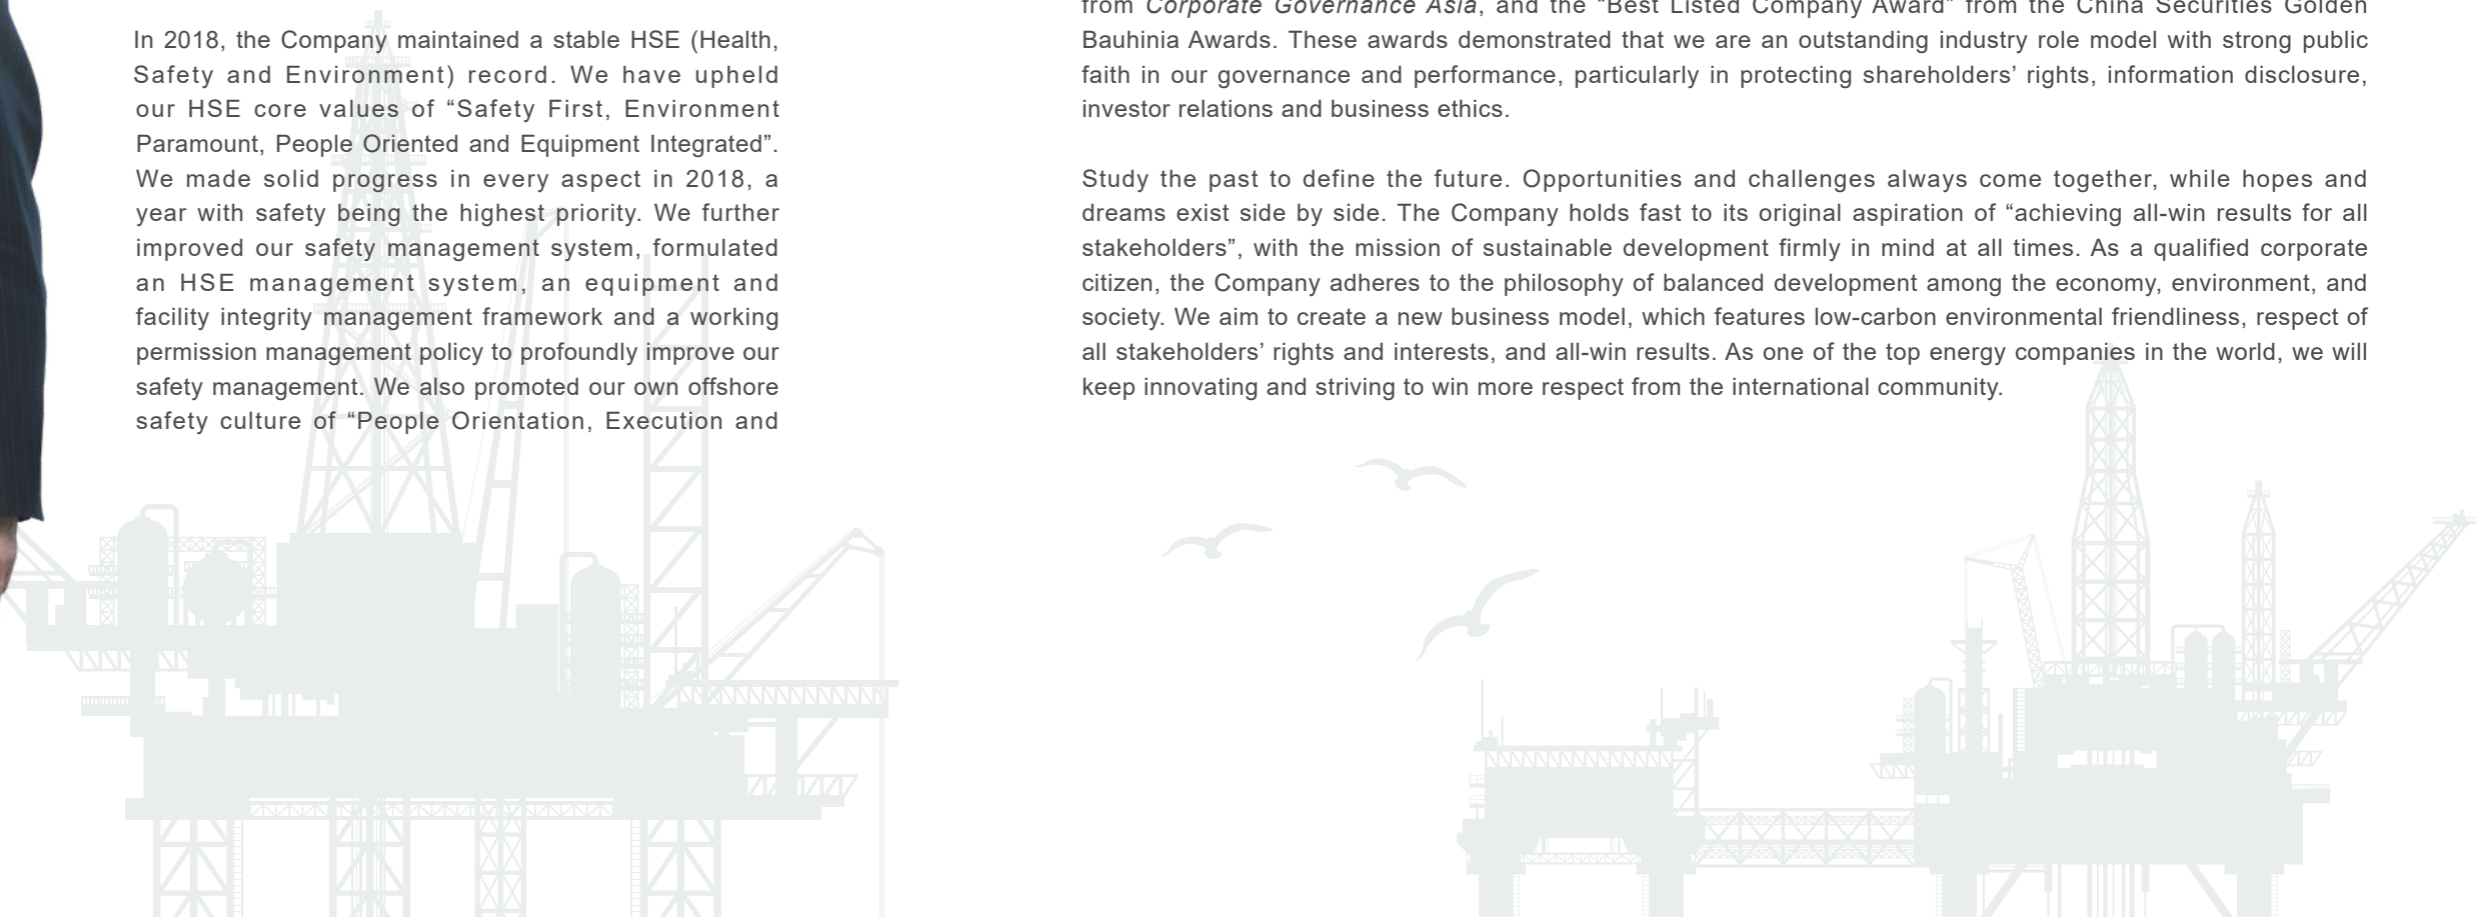 In 2018, the Company maintained a stable HSE (Health,
Safety and Environment) record. We have upheld
our HSE core values of “Safety First, Environment
Paramount, People Oriented and Equipment Integrated”.
We made solid progress in every aspect in 2018, a
year with safety being the highest priority. We further
improved our safety management system, formulated
an HSE management system, an equipment and
facility integrity management framework and a working
permission management policy to profoundly improve our
safety management. We also promoted our own offshore
safety culture of “People Orientation, Execution and
from Corporate Governance Asia, and the “Best Listed Company Award” from the China Securities Golden
Bauhinia Awards. These awards demonstrated that we are an outstanding industry role model with strong public
faith in our governance and performance, particularly in protecting shareholders’ rights, information disclosure,
investor relations and business ethics.
Study the past to define the future. Opportunities and challenges always come together, while hopes and
dreams exist side by side. The Company holds fast to its original aspiration of “achieving all-win results for all
stakeholders”, with the mission of sustainable development firmly in mind at all times. As a qualified corporate
citizen, the Company adheres to the philosophy of balanced development among the economy, environment, and
society. We aim to create a new business model, which features low-carbon environmental friendliness, respect of
all stakeholders’ rights and interests, and all-win results. As one of the top energy companies in the world, we will
keep innovating and striving to win more respect from the international community.